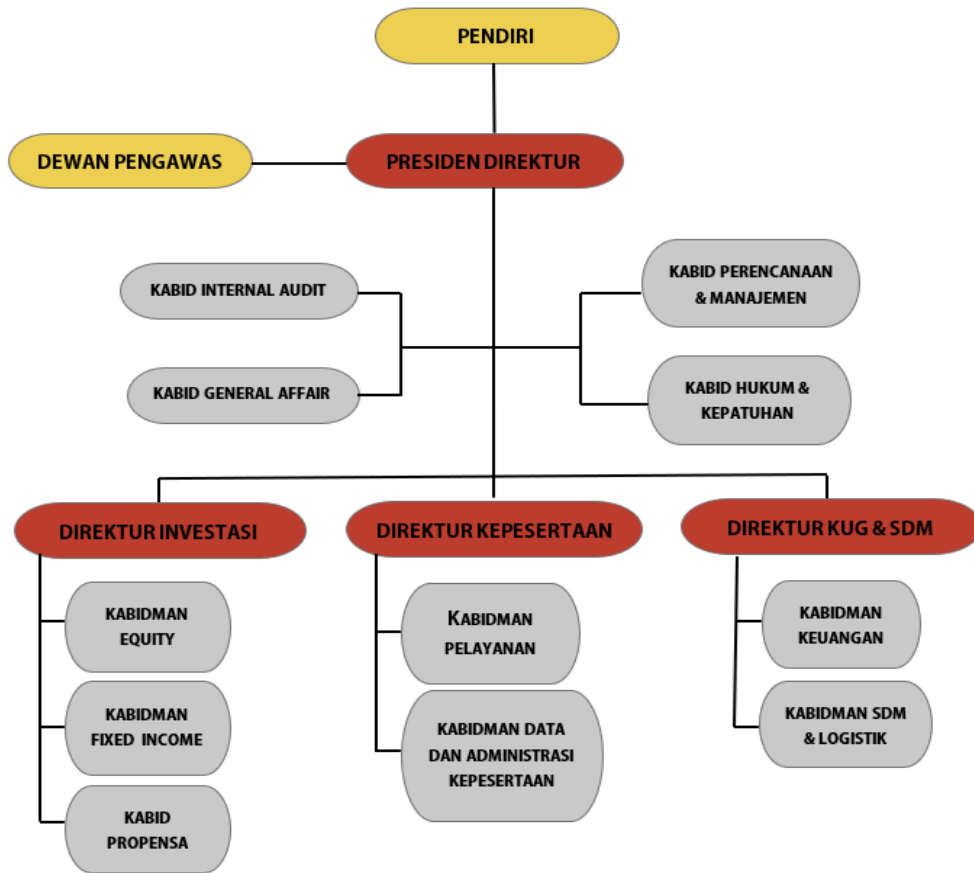 PENDIRI
DEWAN PENGAWAS
PRESIDEN DIREKTUR
KABID INTERNAL AUDIT
KABID PERENCANAAN
& MANAJEMEN
KABID GENERAL AFFAIR
KABID HUKUM &
KEPATUHAN
DIREKTUR INVESTASI
DIREKTUR KEPESERTAAN
DIREKTUR KUG & SDM
KABIDMAN
EQUITY
KABIDMAN
FIXED INCOME
KABID
PROPENSA
KABIDMAN
PELAYANAN
KABIDMAN DATA
DAN ADMINISTRASI
KEPESERTAAN
KABIDMAN
KEUANGAN
KABIDMAN SDM
& LOGISTIK